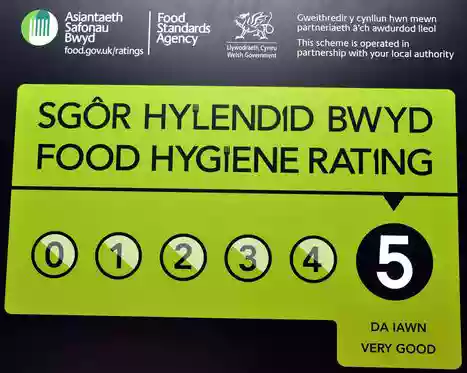 Asiantaeth
Safonau
Bwyd
food.gov.uk/ratings
Food
Standards
Agency
Llywodraeth Cymru
Welsh Government
Gweithredir y cynllun hwn mewn
partneriaeth â'ch awdurdod lleol
This scheme is operated in
partnership with your local authority
SGÔR HYLENDID BWYD
FOOD HYGIENE RATING
0 1 2 3 4 5
DA IAWN
VERY GOOD